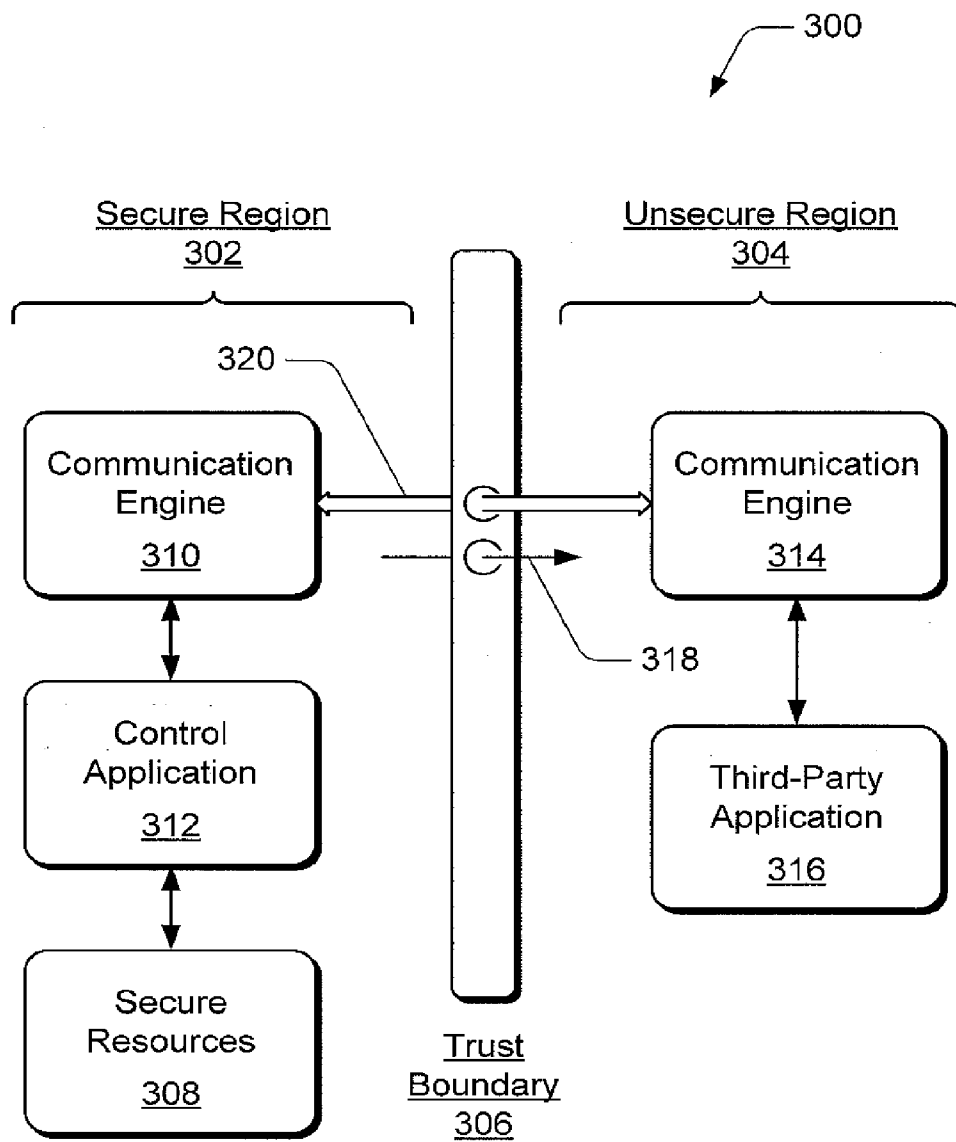 300
Secure Region
302
Unsecure Region
304
320
Communication
Engine
310
Communication
Engine
314
318
Control
Application
312
Third-Party
Application
316
Secure
Resources
308
Trust
Boundary
306